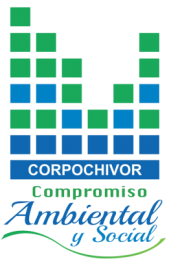 CORPOCHIVOR
Compromiso
Ambiental
y Social